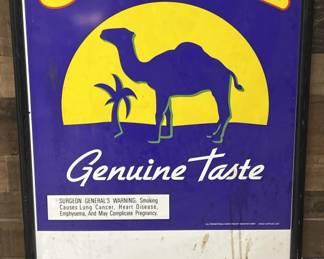 Genuine Taste
SURGEON GENERAL'S WARNING: Smoking
Causes Lung Cancer, Heart Disease,
Emphysema, And May Complicate Pregnancy.